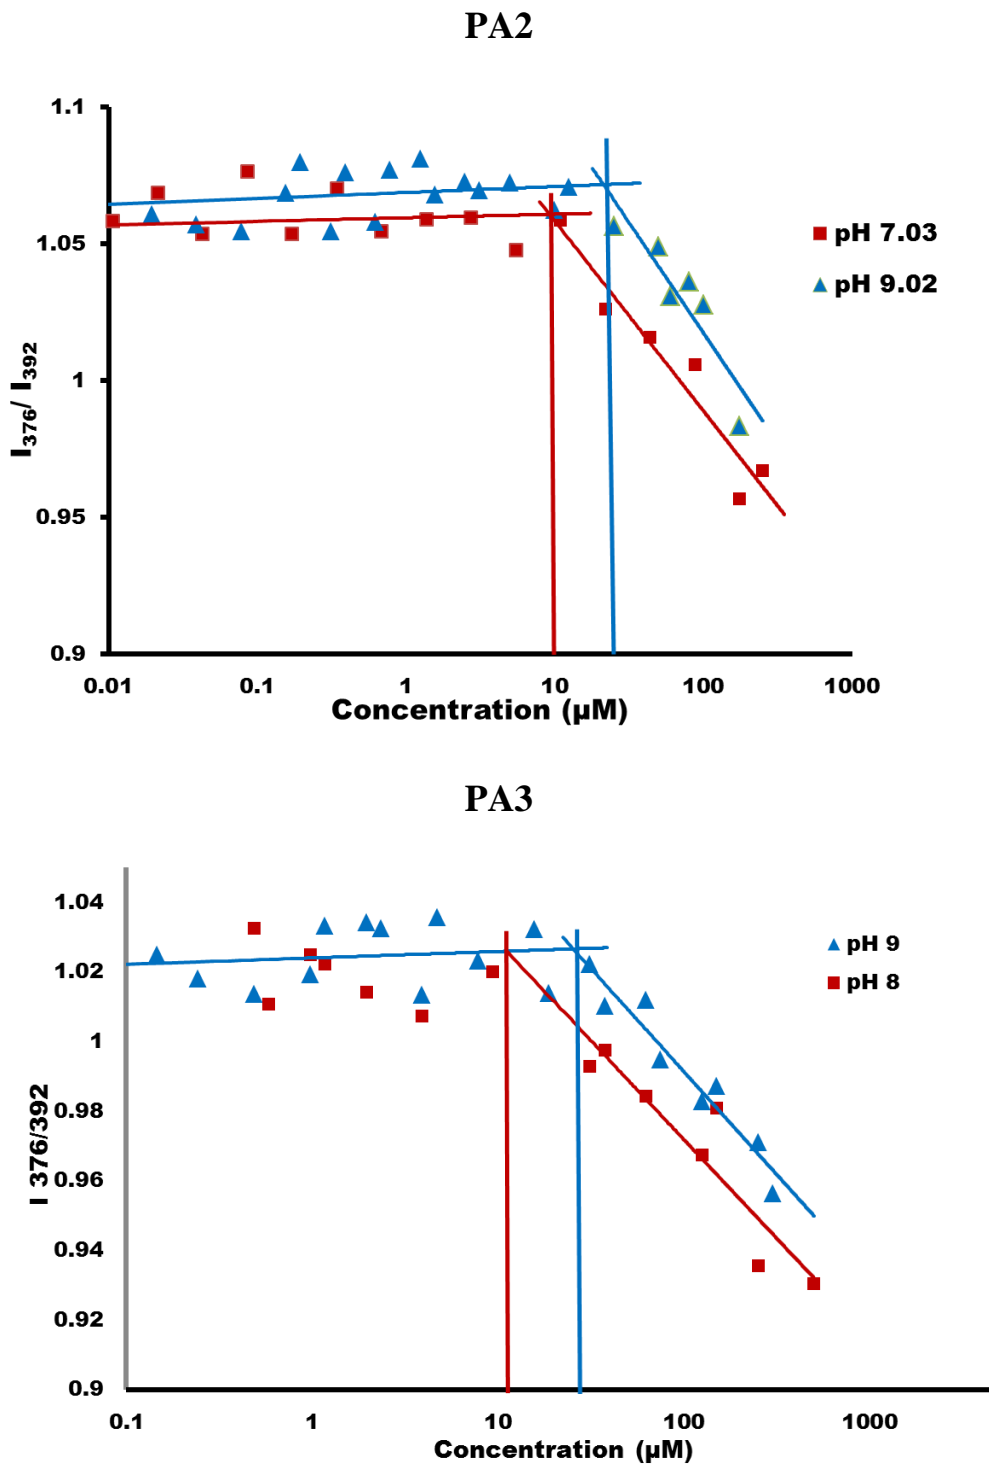 PA2
1.1
1.05
1
0.95
0.9
I376/ I392
0.01 0.1 1 10 100 1000
Concentration (µM)
pH 7.03
pH 9.02
PA3
1.04
1.02
1
0.98
0.96
0.94
0.92
0.9
I 376/392
0.1 1 10 100 1000
Concentration (µM)
pH 9
pH 8